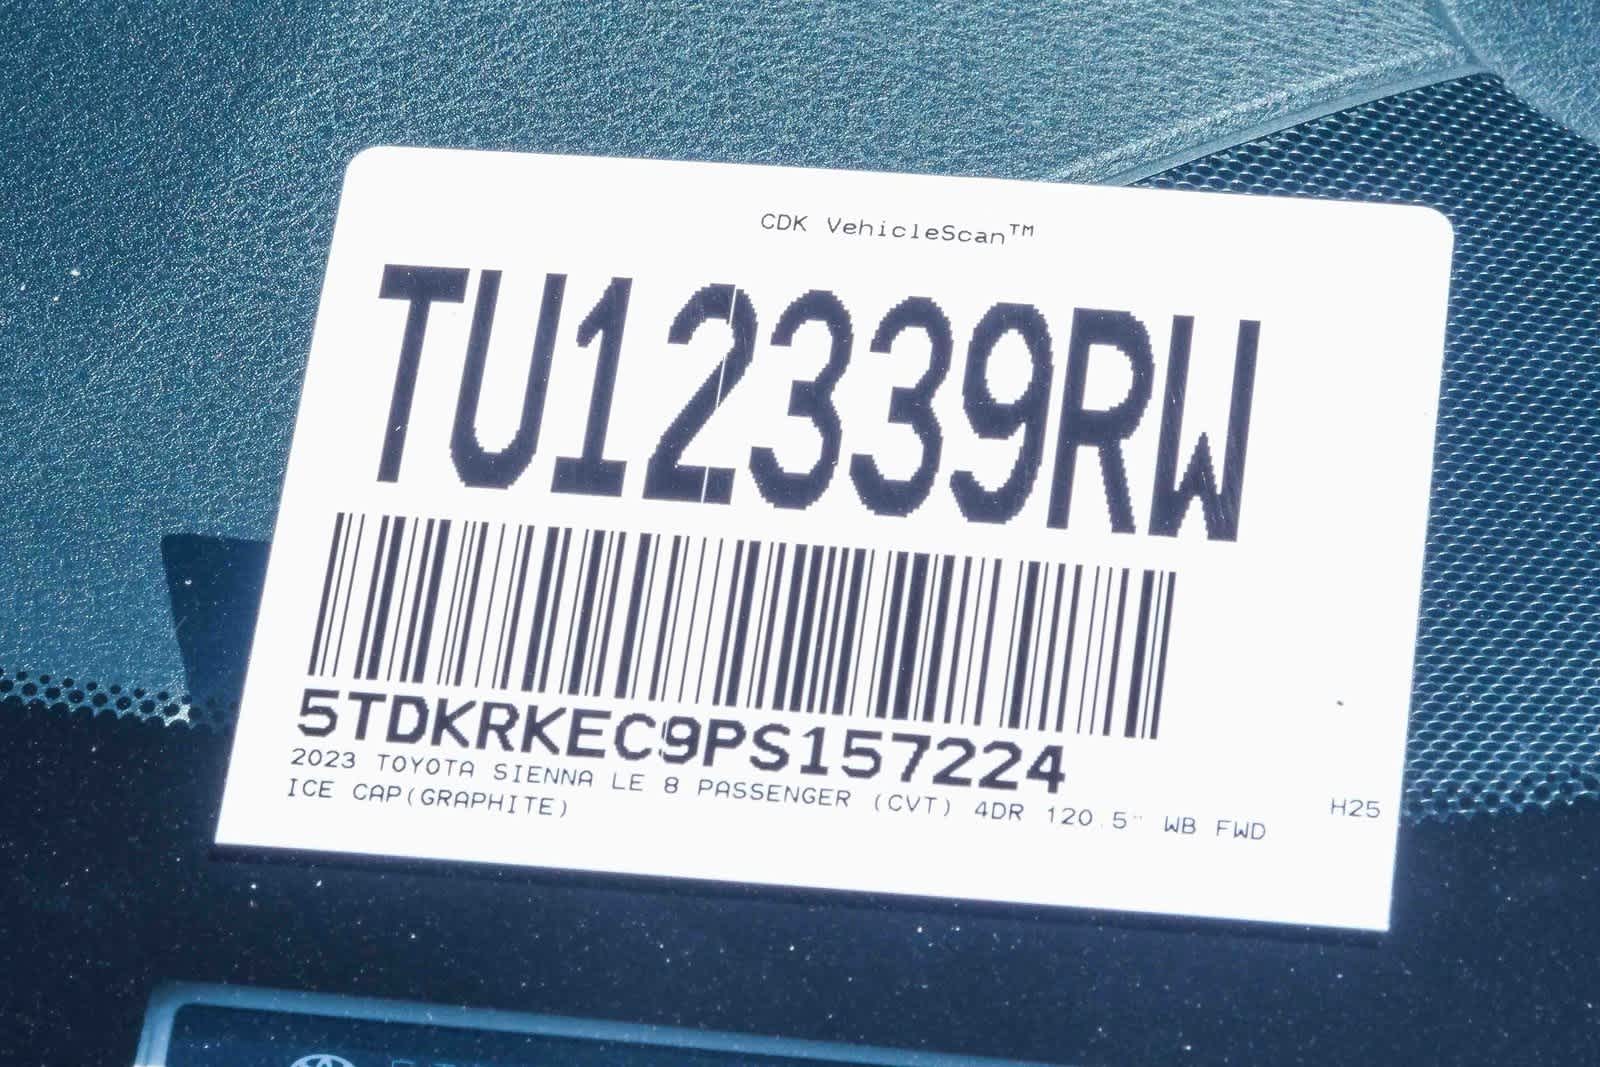 CDK VehicleScan™
TU12339RW
5TDKRKEC9PS157224
2023 TOYOTA SIENNA LE 8 PASSENGER (CVT) 4DR 120.5" WB FWD
ICE CAP(GRAPHITE)
H25